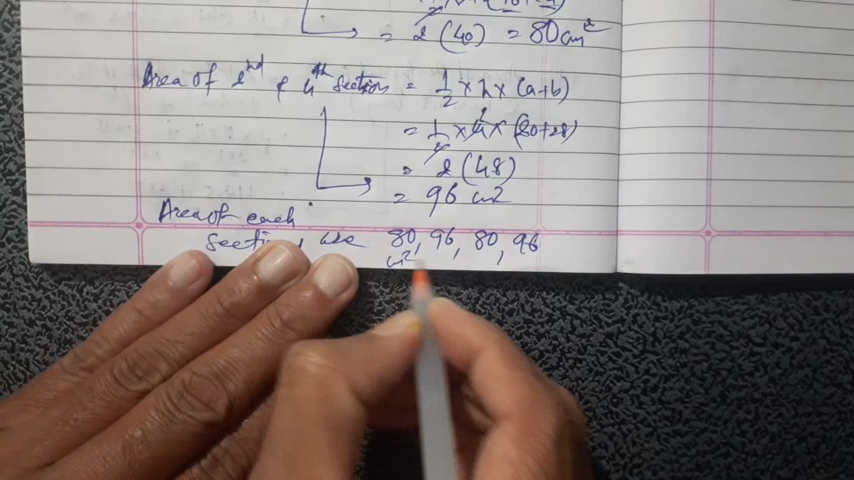 = 2 (40) = 80 cm²
Area of 2nd & 4th section = 1/2 × h × (a+b)
= 1/2 × 4 × (20+28)
= 2 (48)
= 96 cm2
Area of each
section, are 80, 96, 80, 96
cm²